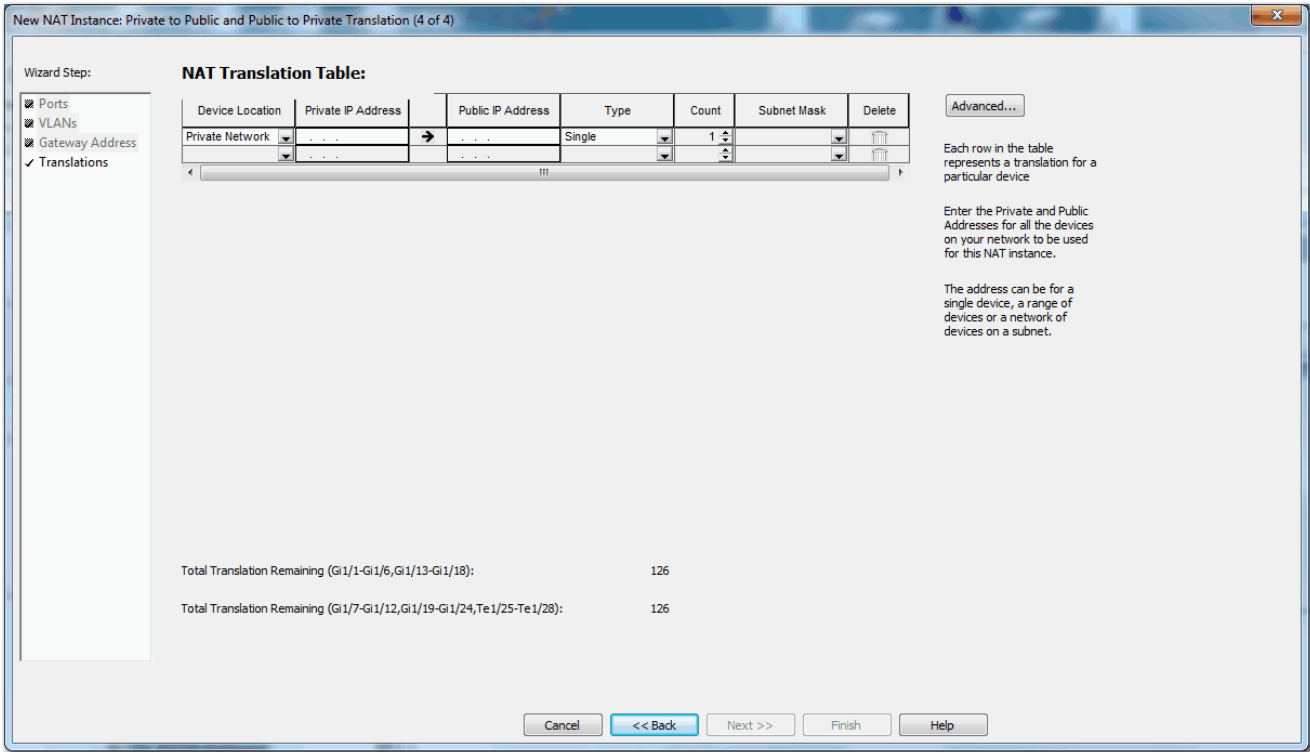 New NAT Instance: Private to Public and Public to Private Translation (4 of 4)
Wizard Step:
Ports
VLANs
Gateway Address
Translations
NAT Translation Table:
Device Location Private IP Address Public IP Address Type Count Subnet Mask Delete
Private Network . . . . . . Single 1
. . . . . .
Advanced...
Each row in the table
represents a translation for a
particular device
Enter the Private and Public
Addresses for all the devices
on your network to be used
for this NAT instance.
The address can be for a
single device, a range of
devices or a network of
devices on a subnet.
Total Translation Remaining (Gi1/1-Gi1/6,Gi1/13-Gi1/18): 126
Total Translation Remaining (Gi1/7-Gi1/12,Gi1/19-Gi1/24,Te1/25-Te1/28): 126
Cancel << Back Next >> Finish Help